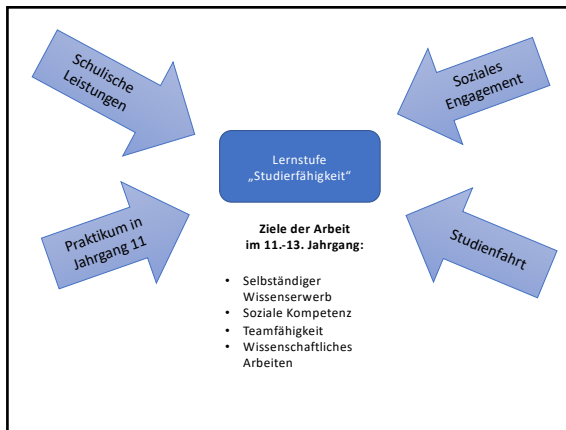 Schulische
Leistungen
Soziales
Engagement
Lernstufe
„Studierfähigkeit“
Praktikum in
Jahrgang 11
Studienfahrt
Ziele der Arbeit
im 11.-13. Jahrgang:
• Selbständiger
Wissenserwerb
• Soziale Kompetenz
• Teamfähigkeit
• Wissenschaftliches
Arbeiten